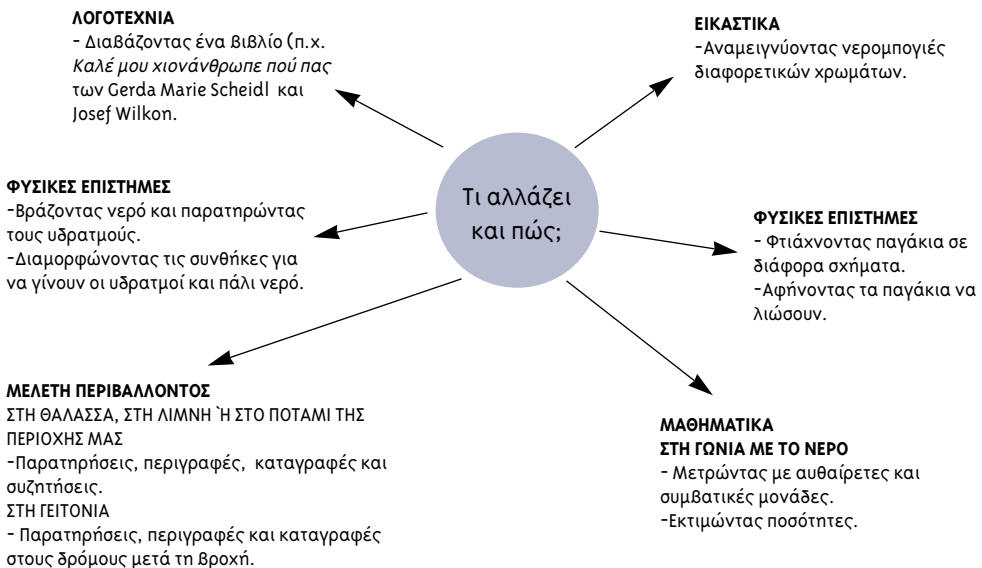 ΛΟΓΟΤΕΧΝΙΑ
- Διαβάζοντας ένα βιβλίο (π.χ.
Καλέ μου χιονάνθρωπε πού πας
των Gerda Marie Scheidl και
Josef Wilkon.
ΕΙΚΑΣΤΙΚΑ
-Αναμειγνύοντας νερομπογιές
διαφορετικών χρωμάτων.
Τι αλλάζει
και πώς;
ΦΥΣΙΚΕΣ ΕΠΙΣΤΗΜΕΣ
-Βράζοντας νερό και παρατηρώντας
τους υδρατμούς.
-Διαμορφώνοντας τις συνθήκες για
να γίνουν οι υδρατμοί και πάλι νερό.
ΦΥΣΙΚΕΣ ΕΠΙΣΤΗΜΕΣ
- Φτιάχνοντας παγάκια σε
διάφορα σχήματα.
-Αφήνοντας τα παγάκια να
λιώσουν.
ΜΕΛΕΤΗ ΠΕΡΙΒΑΛΛΟΝΤΟΣ
ΣΤΗ ΘΑΛΑΣΣΑ, ΣΤΗ ΛΙΜΝΗ `Η ΣΤΟ ΠΟΤΑΜΙ ΤΗΣ
ΠΕΡΙΟΧΗΣ ΜΑΣ
-Παρατηρήσεις, περιγραφές, καταγραφές και
συζητήσεις.
ΣΤΗ ΓΕΙΤΟΝΙΑ
- Παρατηρήσεις, περιγραφές και καταγραφές
στους δρόμους μετά τη βροχή.
ΜΑΘΗΜΑΤΙΚΑ
ΣΤΗ ΓΩΝΙΑ ΜΕ ΤΟ ΝΕΡΟ
- Μετρώντας με αυθαίρετες και
συμβατικές μονάδες.
-Εκτιμώντας ποσότητες.